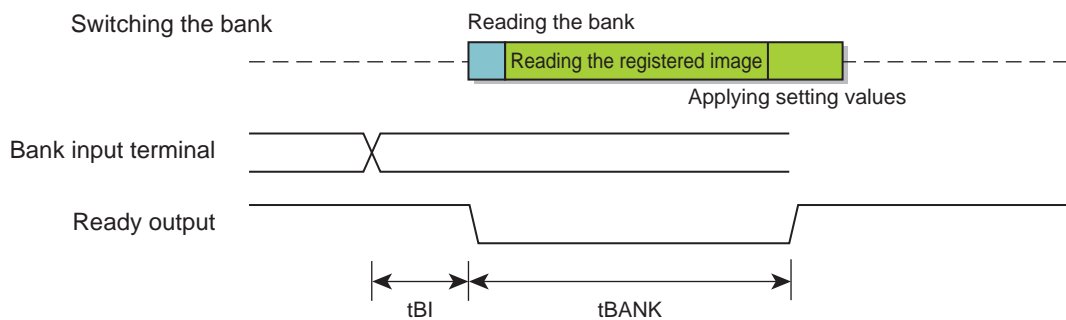 Switching the bank
Reading the bank
Reading the registered image
Applying setting values
Bank input terminal
Ready output
tBI
tBANK